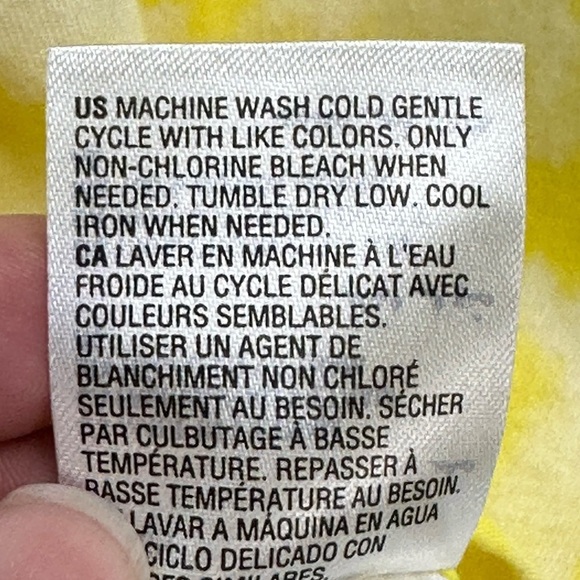 US MACHINE WASH COLD GENTLE
CYCLE WITH LIKE COLORS. ONLY
NON-CHLORINE BLEACH WHEN
NEEDED. TUMBLE DRY LOW. COOL
IRON WHEN NEEDED.
CA LAVER EN MACHINE À L'EAU
FROIDE AU CYCLE DÉLICAT AVEC
COULEURS SEMBLABLES.
UTILISER UN AGENT DE
BLANCHIMENT NON CHLORÉ
SEULEMENT AU BESOIN. SÉCHER
PAR CULBUTAGE À BASSE
TEMPÉRATURE. REPASSER À
BASSE TEMPÉRATURE AU BESOIN.
LAVAR A MÁQUINA EN AGUA
CICLO DELICADO CON
SIMILARES.